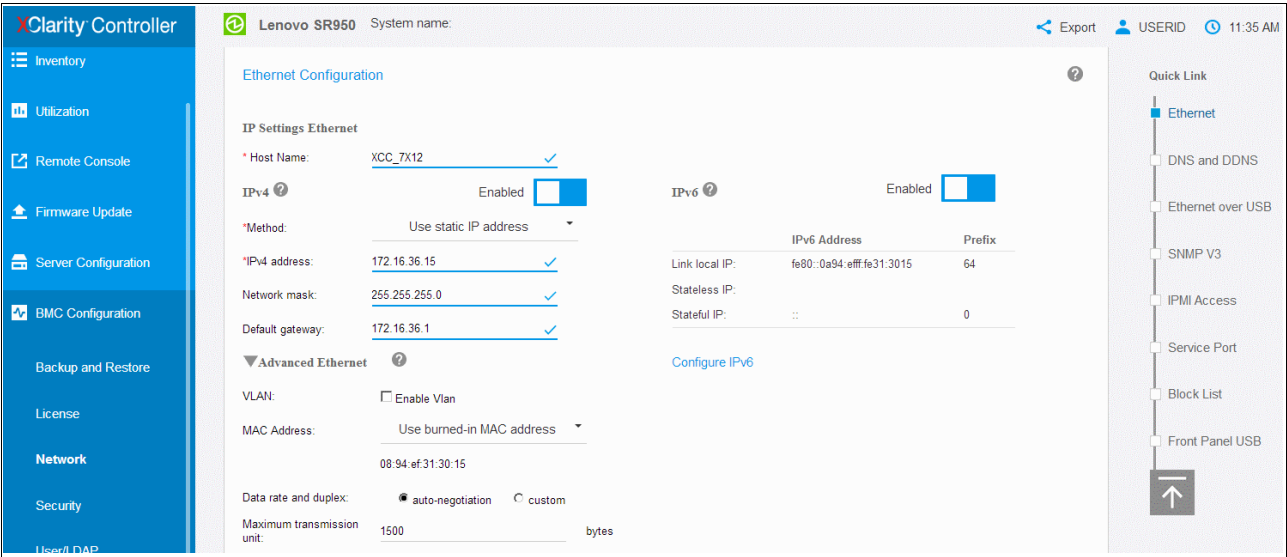 XClarity Controller
Lenovo SR950 System name:
Export USERID 11:35 AM
Inventory
Utilization
Remote Console
Firmware Update
Server Configuration
BMC Configuration
Backup and Restore
License
Network
Security
User/LDAP
Ethernet Configuration
IP Settings Ethernet
* Host Name: XCC_7X12
IPv4 Enabled
*Method: Use static IP address
*IPv4 address: 172.16.36.15
Network mask: 255.255.255.0
Default gateway: 172.16.36.1
Advanced Ethernet
VLAN: Enable Vlan
MAC Address: Use burned-in MAC address
08:94:ef:31:30:15
Data rate and duplex: auto-negotiation custom
Maximum transmission
unit: 1500 bytes
IPv6 Enabled
IPv6 Address Prefix
Link local IP: fe80::0a94:efff:fe31:3015 64
Stateless IP:
Stateful IP: :: 0
Configure IPv6
Quick Link
Ethernet
DNS and DDNS
Ethernet over USB
SNMP V3
IPMI Access
Service Port
Block List
Front Panel USB